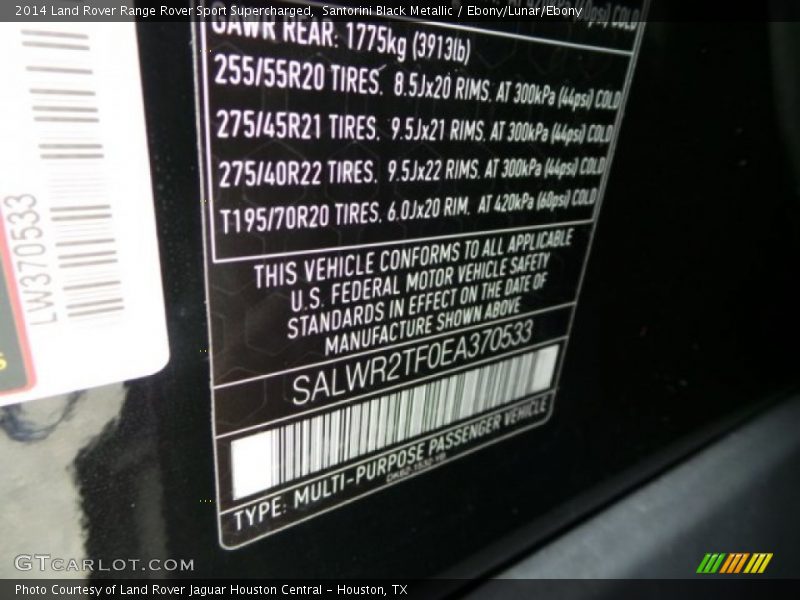 2014 Land Rover Range Rover Sport Supercharged,  Santorini Black Metallic / Ebony/Lunar/Ebony
COLD
GAWR REAR: 1775kg (3913lb)
255/55R20 TIRES, 8.5Jx20 RIMS, AT 300kPa (44psi) COLD
275/45R21 TIRES, 9.5Jx21 RIMS, AT 300kPa (44psi) COLD
275/40R22 TIRES, 9.5Jx22 RIMS, AT 300kPa (44psi) COLD
T195/70R20 TIRES, 6.0Jx20 RIM, AT 420kPa (60psi) COLD
THIS VEHICLE CONFORMS TO ALL APPLICABLE
U.S. FEDERAL MOTOR VEHICLE SAFETY
STANDARDS IN EFFECT ON THE DATE OF
MANUFACTURE SHOWN ABOVE
SALWR2TF0EA370533
TYPE: MULTI-PURPOSE PASSENGER VEHICLE
LW370533
GTCARLOT.COM
Photo Courtesy of Land Rover Jaguar Houston Central - Houston, TX